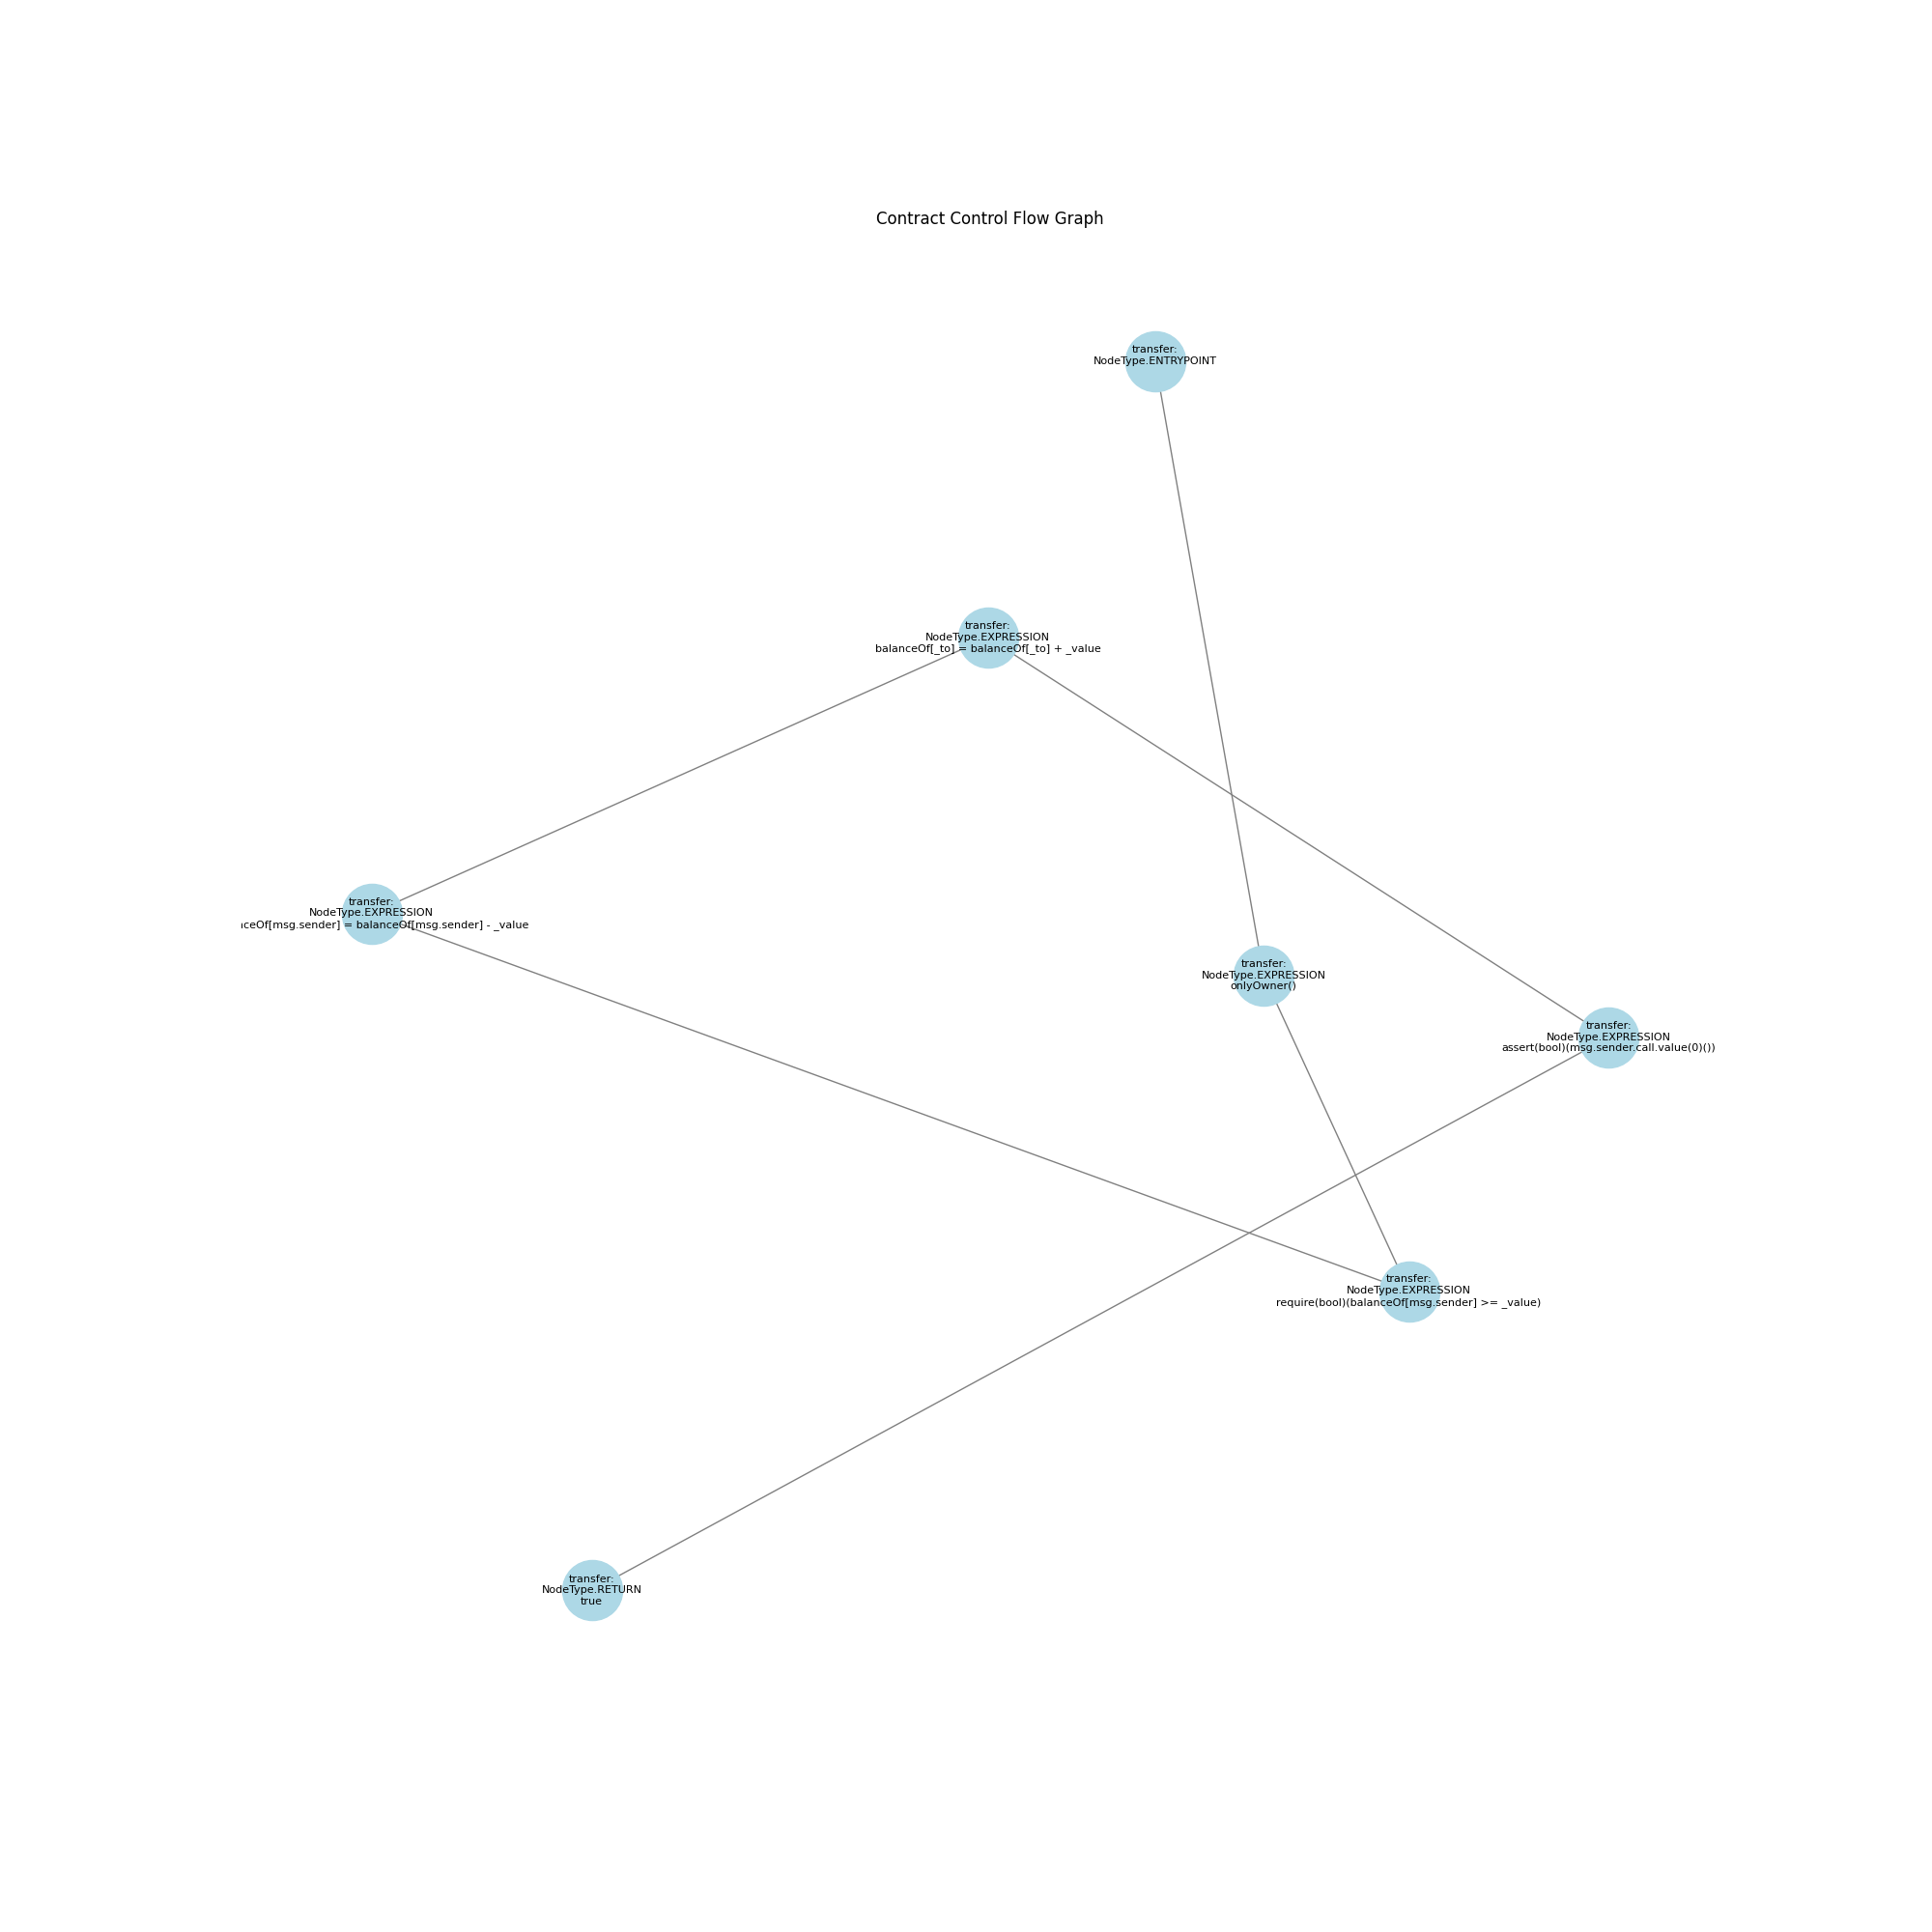 Contract Control Flow Graph
transfer:
NodeType.ENTRYPOINT
transfer:
NodeType.EXPRESSION
balanceOf[_to] = balanceOf[_to] + _value
transfer:
NodeType.EXPRESSION
ceOf[msg.sender] = balanceOf[msg.sender] - _value
transfer:
NodeType.EXPRESSION
onlyOwner()
transfer:
NodeType.EXPRESSION
assert(bool)(msg.sender.call.value(0)())
transfer:
NodeType.EXPRESSION
require(bool)(balanceOf[msg.sender] >= _value)
transfer:
NodeType.RETURN
true